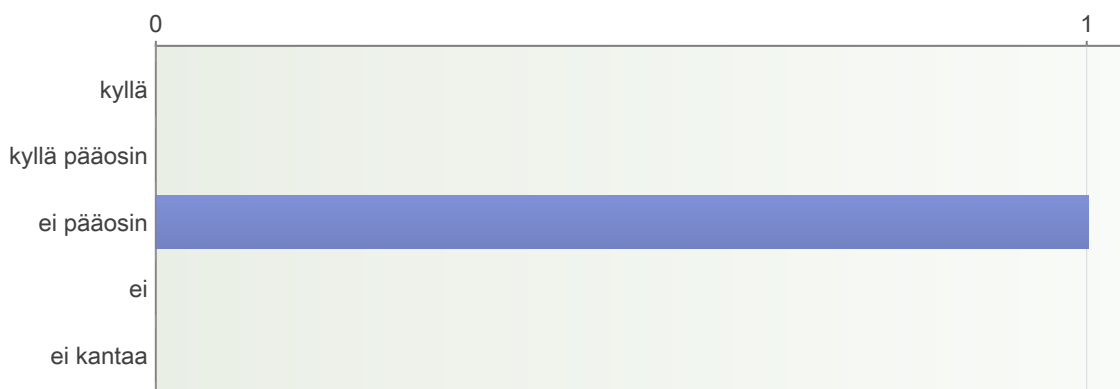 0 1
kyllä
kyllä pääosin
ei pääosin
ei
ei kantaa